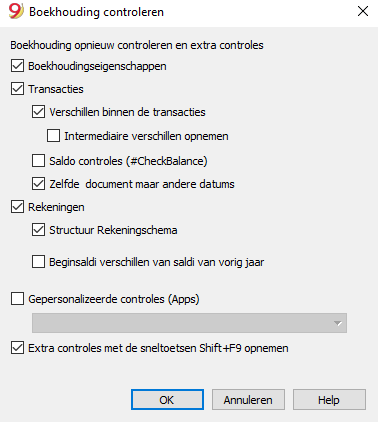 Boekhouding controleren
Boekhouding opnieuw controleren en extra controles
Boekhoudingseigenschappen
Transacties
Verschillen binnen de transacties
Intermediaire verschillen opnemen
Saldo controles (#CheckBalance)
Zelfde document maar andere datums
Rekeningen
Structuur Rekeningschema
Beginsaldi verschillen van saldi van vorig jaar
Gepersonalizeerde controles (Apps)
Extra controles met de sneltoetsen Shift+F9 opnemen
OK Annuleren Help